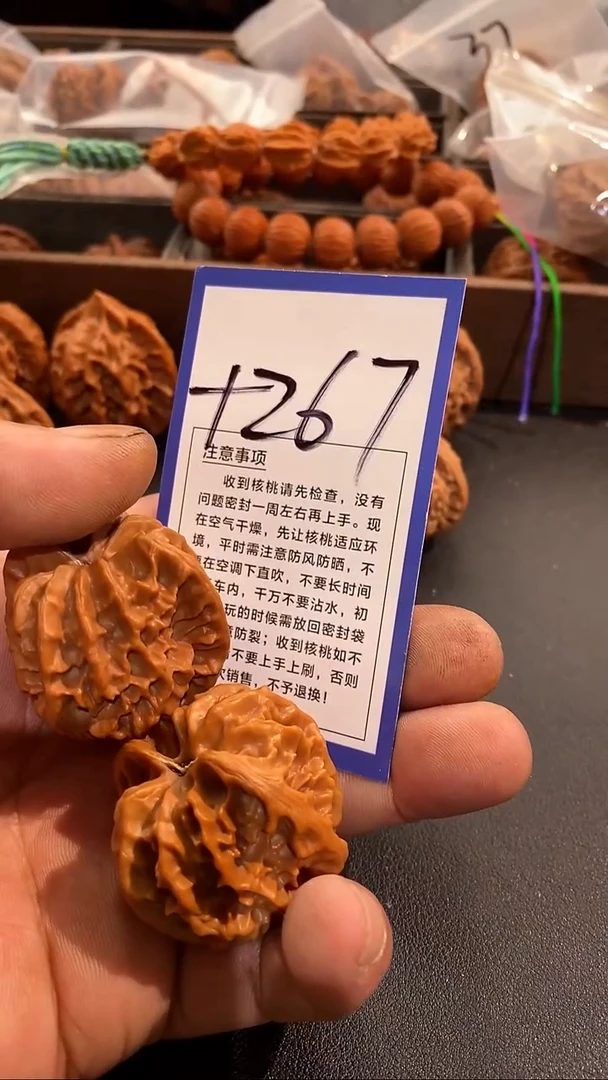 +267
注意事项
收到核桃请先检查，没有
问题密封一周左右再上手。现
在空气干燥，先让核桃适应环
境，平时需注意防风防晒，不
在空调下直吹，不要长时间
车内，千万不要沾水，初
玩的时候需放回密封袋
防裂；收到核桃如不
不要上手上刷，否则
次销售，不予退换！